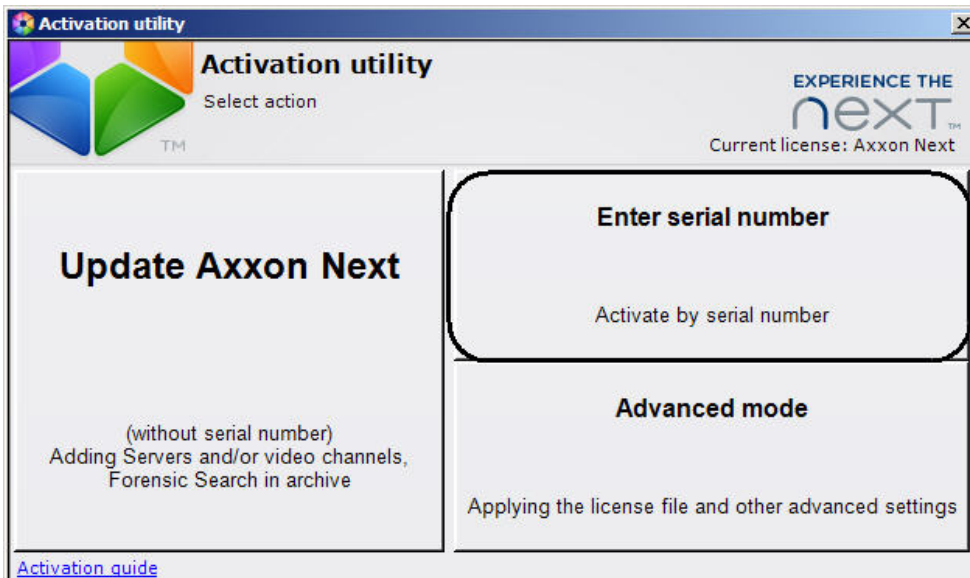 Activation utility
Activation utility
Select action
TM
EXPERIENCE THE
next TM
Current license: Axxon Next
Update Axxon Next
(without serial number)
Adding Servers and/or video channels,
Forensic Search in archive
Enter serial number
Activate by serial number
Advanced mode
Applying the license file and other advanced settings
Activation guide